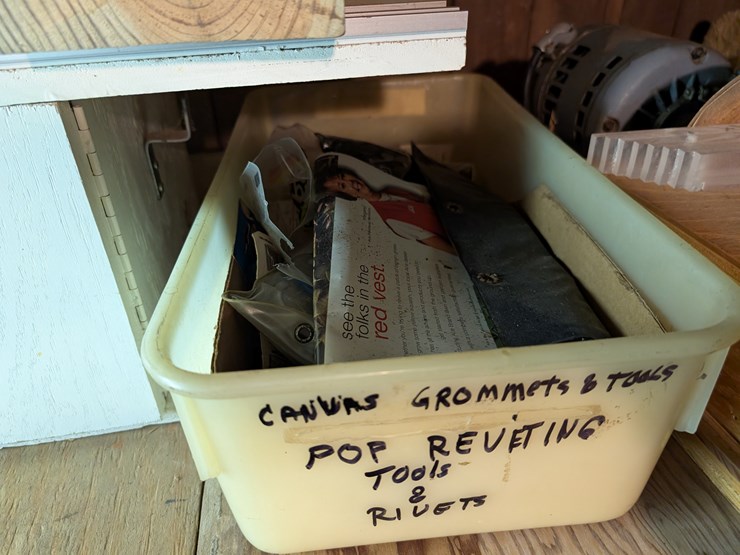 see the
folks in the
red vest.
CANVAS GROMMETS & TOOLS
POP REVETING
TOOLS
&
RIVETS